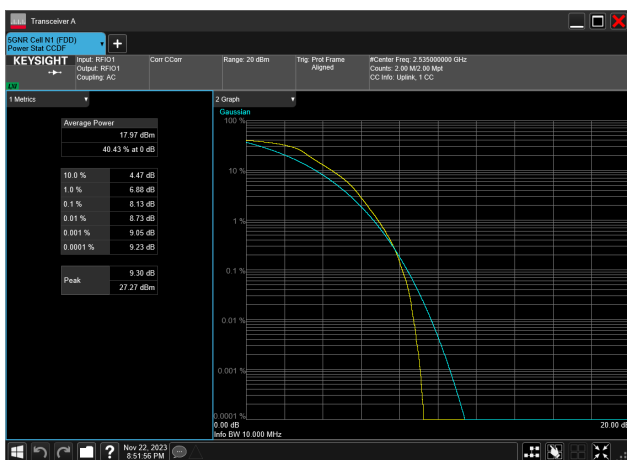 Transceiver A
5GNR Cell N1 (FDD)
Power Stat CCDF
KEYSIGHT
Input: RFIO1
Output: RFIO1
Coupling: AC
Corr CCorr
Range: 20 dBm
Trig: Prot Frame
Aligned
#Center Freq: 2.535000000 GHz
Counts: 2.00 M/2.00 Mpt
CC Info: Uplink, 1 CC
1 Metrics
Average Power
17.97 dBm
40.43 % at 0 dB
10.0 % 4.47 dB
1.0 % 6.88 dB
0.1 % 8.13 dB
0.01 % 8.73 dB
0.001 % 9.05 dB
0.0001 % 9.23 dB
Peak
9.30 dB
27.27 dBm
2 Graph
Gaussian
100 %
10 %
1 %
0.1 %
0.01 %
0.001 %
0.0001 %
0.00 dB
20.00 dB
Info BW 10.000 MHz
Nov 22, 2023
8:51:56 PM